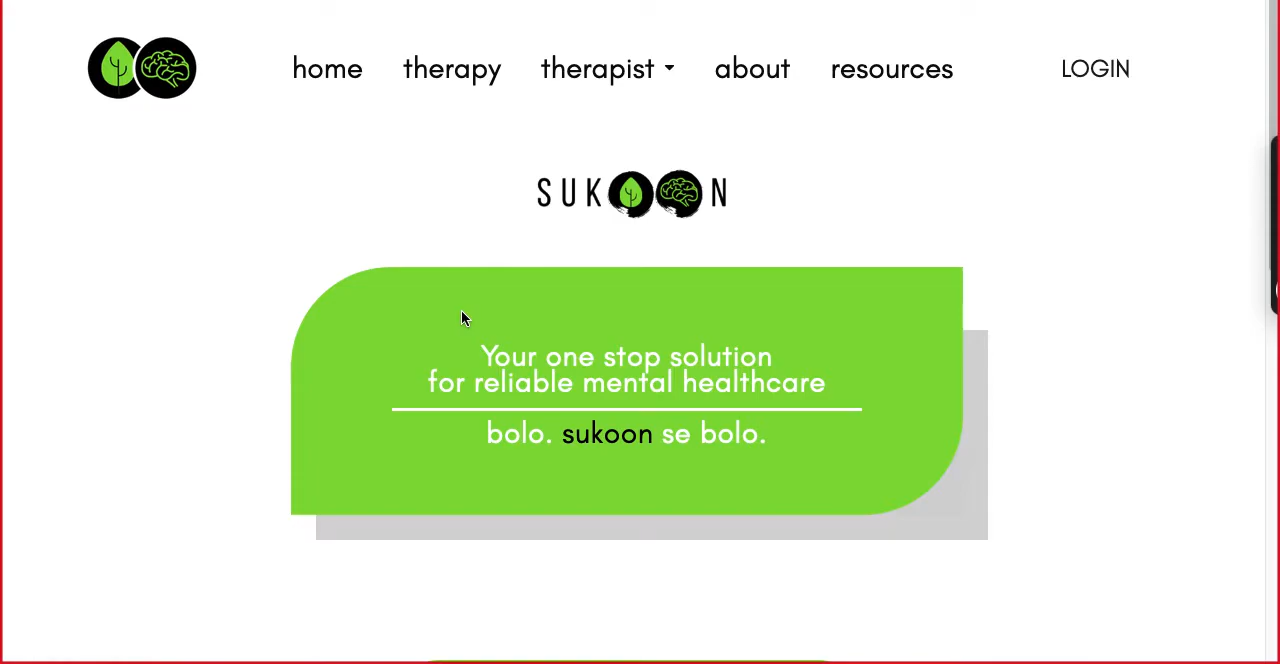 home therapy therapist about resources LOGIN
SUKOON
Your one stop solution
for reliable mental healthcare
bolo. sukoon se bolo.